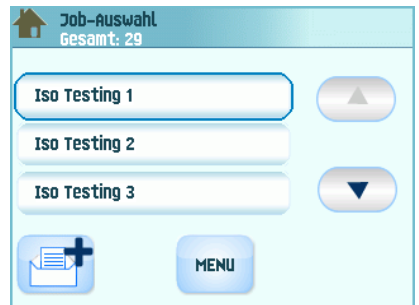 Job-Auswahl
Gesamt: 29
Iso Testing 1
Iso Testing 2
Iso Testing 3
MENU